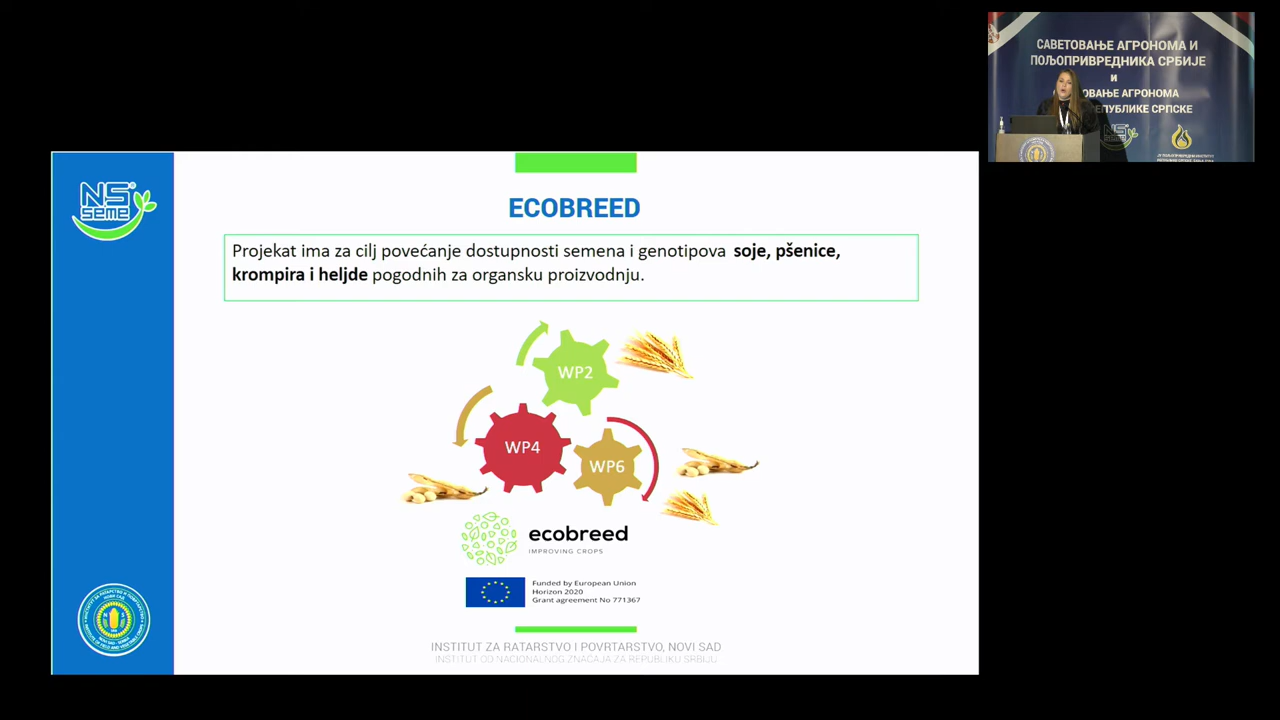 САВЕТОВАЊЕ АГРОНОМА И
ПОЉОПРИВРЕДНИКА СРБИЈЕ
И
ОВАЊЕ АГРОНОМА
ЕПУБЛИКЕ СРПСКЕ
NS
seme
ECOBREED
Projekat ima za cilj povećanje dostupnosti semena i genotipova soje, pšenice,
krompira i heljde pogodnih za organsku proizvodnju.
WP2
WP4
WP6
ecobreed
IMPROVING CROPS
Funded by European Union
Horizon 2020
Grant agreement No 771367
INSTITUT ZA RATARSTVO I POVRTARSTVO, NOVI SAD
INSTITUT OD NACIONALNOG ZNAČAJA ZA REPUBLIKU SRBIJU